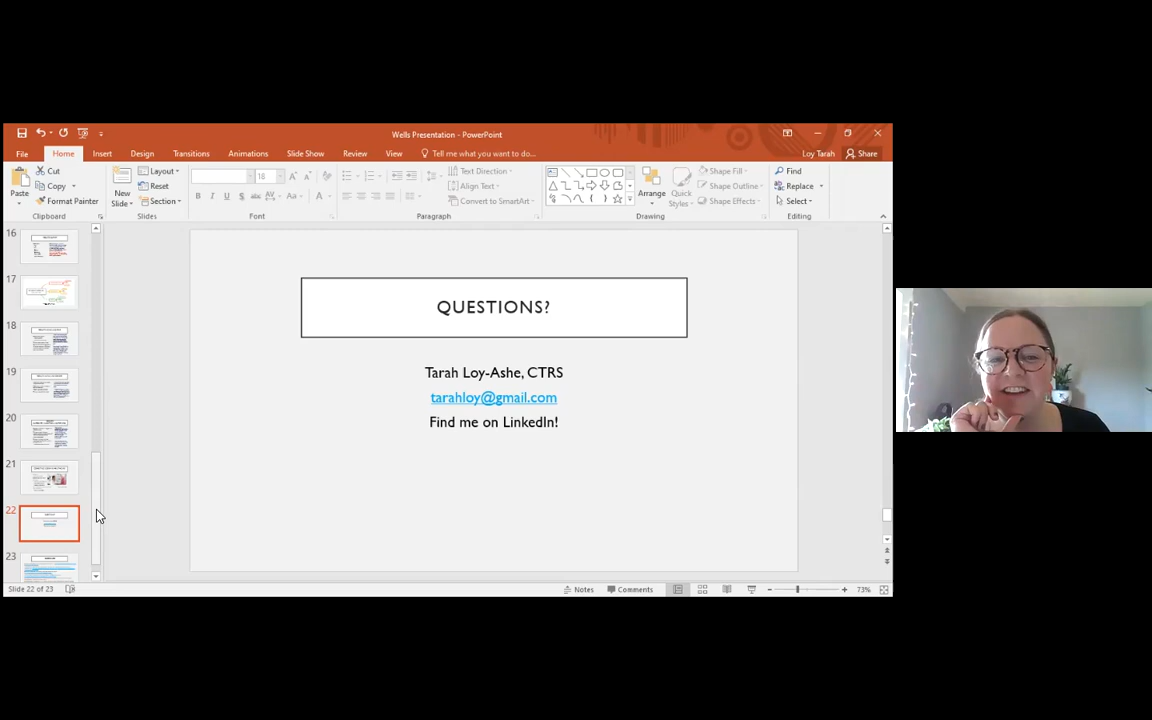 Wells Presentation - PowerPoint
File Home Insert Design Transitions Animations Slide Show Review View Tell me what you want to do... Loy Tarah Share
Paste
Cut
Copy
Format Painter
Clipboard
New Slide
Layout
Reset
Section
Slides
18
Font
Paragraph
Text Direction
Align Text
Convert to SmartArt
Arrange
Quick Styles
Shape Fill
Shape Outline
Shape Effects
Drawing
Find
Replace
Select
Editing
16
17
18
19
20
21
22
23
QUESTIONS?
Tarah Loy-Ashe, CTRS
tarahloy@gmail.com
Find me on LinkedIn!
Slide 22 of 23
Notes Comments 73%